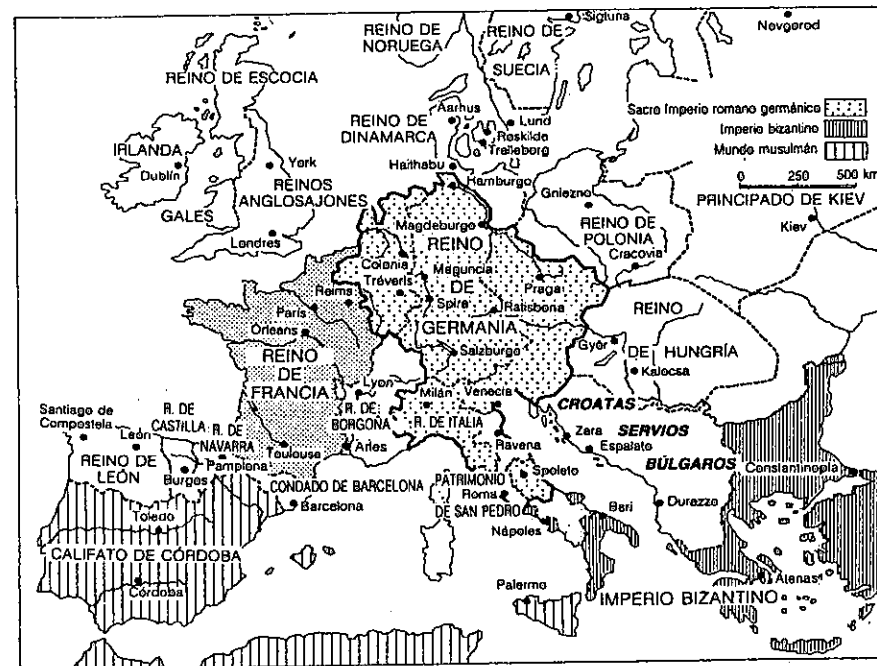 REINO DE
NORUEGA
REINO DE
SUECIA
Sigtuna
Novgorod
REINO DE ESCOCIA
Sacro Imperio romano germánico
Imperio bizantino
Mundo musulmán
0 250 500 km
REINO DE
DINAMARCA
Aarhus
Lund
Roskilde
Trelleborg
Haithabu
Hamburgo
IRLANDA
Dublín
York
REINOS
ANGLOSAJONES
GALES
Londres
Gniezno
REINO DE
POLONIA
Cracovia
PRINCIPADO DE KIEV
Kiev
Magdeburgo
REINO
DE
GERMANIA
Colonia
Maguncia
Tréveris
Spira
Praga
Ratisbona
Salzburgo
Reims
París
Orleans
REINO
DE
FRANCIA
REINO
DE HUNGRÍA
Györ
Kalocsa
Lyon
Milán
Venecia
R. DE
BORGOÑA
R. DE ITALIA
Arles
Toulouse
Ravena
CROATAS
Zara
SERVIOS
Espalato
BÚLGAROS
Constantinopla
Santiago de
Compostela
León
R. DE
CASTILLA
R. DE
NAVARRA
Pamplona
REINO DE
LEÓN
Burgos
CONDADO DE BARCELONA
Barcelona
Spoleto
PATRIMONIO
Roma
DE SAN PEDRO
Bari
Nápoles
Durazzo
Toledo
CALIFATO DE CÓRDOBA
Córdoba
Palermo
Atenas
IMPERIO BIZANTINO